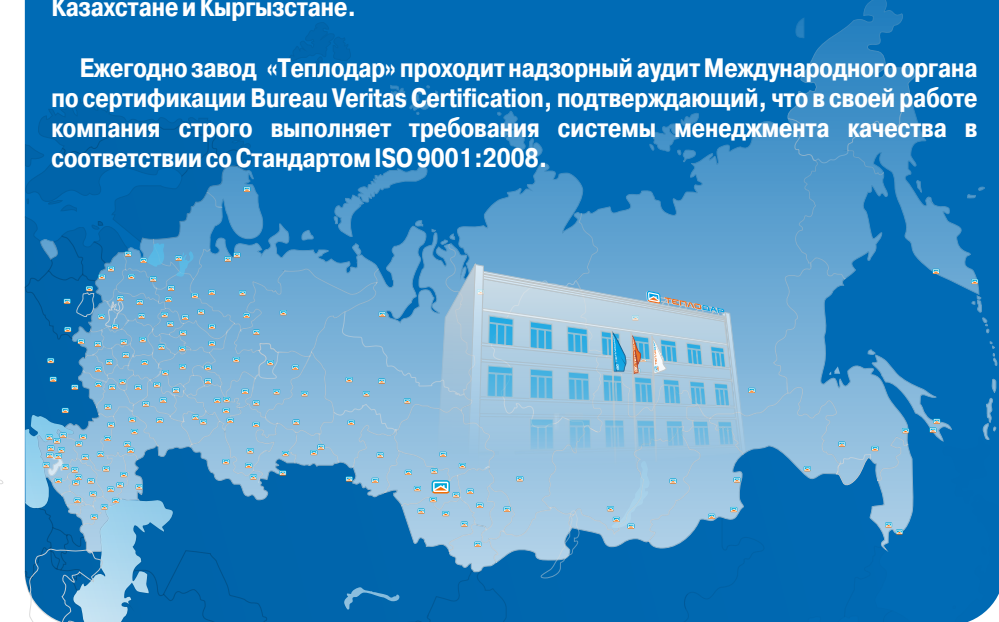 Казахстане и Кыргызстане.
Ежегодно завод «Теплодар» проходит надзорный аудит Международного органа
по сертификации Bureau Veritas Certification, подтверждающий, что в своей работе
компания строго выполняет требования системы менеджмента качества в
соответствии со Стандартом ISO 9001:2008.
ТЕПЛОДАР